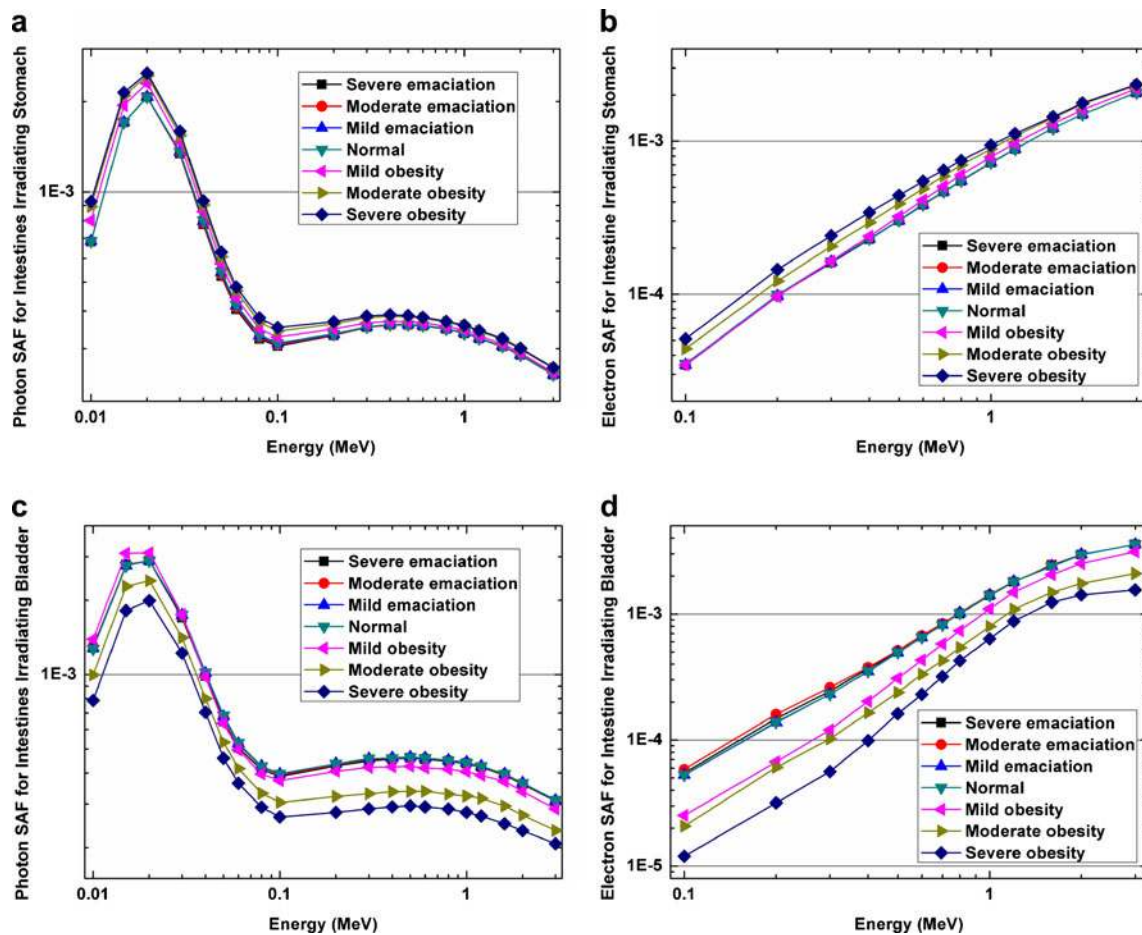 a
Photon SAF for Intestines Irradiating Stomach
1E-3
0.01
0.1
1
Energy (MeV)
Severe emaciation
Moderate emaciation
Mild emaciation
Normal
Mild obesity
Moderate obesity
Severe obesity
b
Electron SAF for Intestine Irradiating Stomach
1E-3
1E-4
0.1
1
Energy (MeV)
Severe emaciation
Moderate emaciation
Mild emaciation
Normal
Mild obesity
Moderate obesity
Severe obesity
c
Photon SAF for Intestines Irradiating Bladder
1E-3
0.01
0.1
1
Energy (MeV)
Severe emaciation
Moderate emaciation
Mild emaciation
Normal
Mild obesity
Moderate obesity
Severe obesity
d
Electron SAF for Intestine Irradiating Bladder
1E-3
1E-4
1E-5
0.1
1
Energy (MeV)
Severe emaciation
Moderate emaciation
Mild emaciation
Normal
Mild obesity
Moderate obesity
Severe obesity